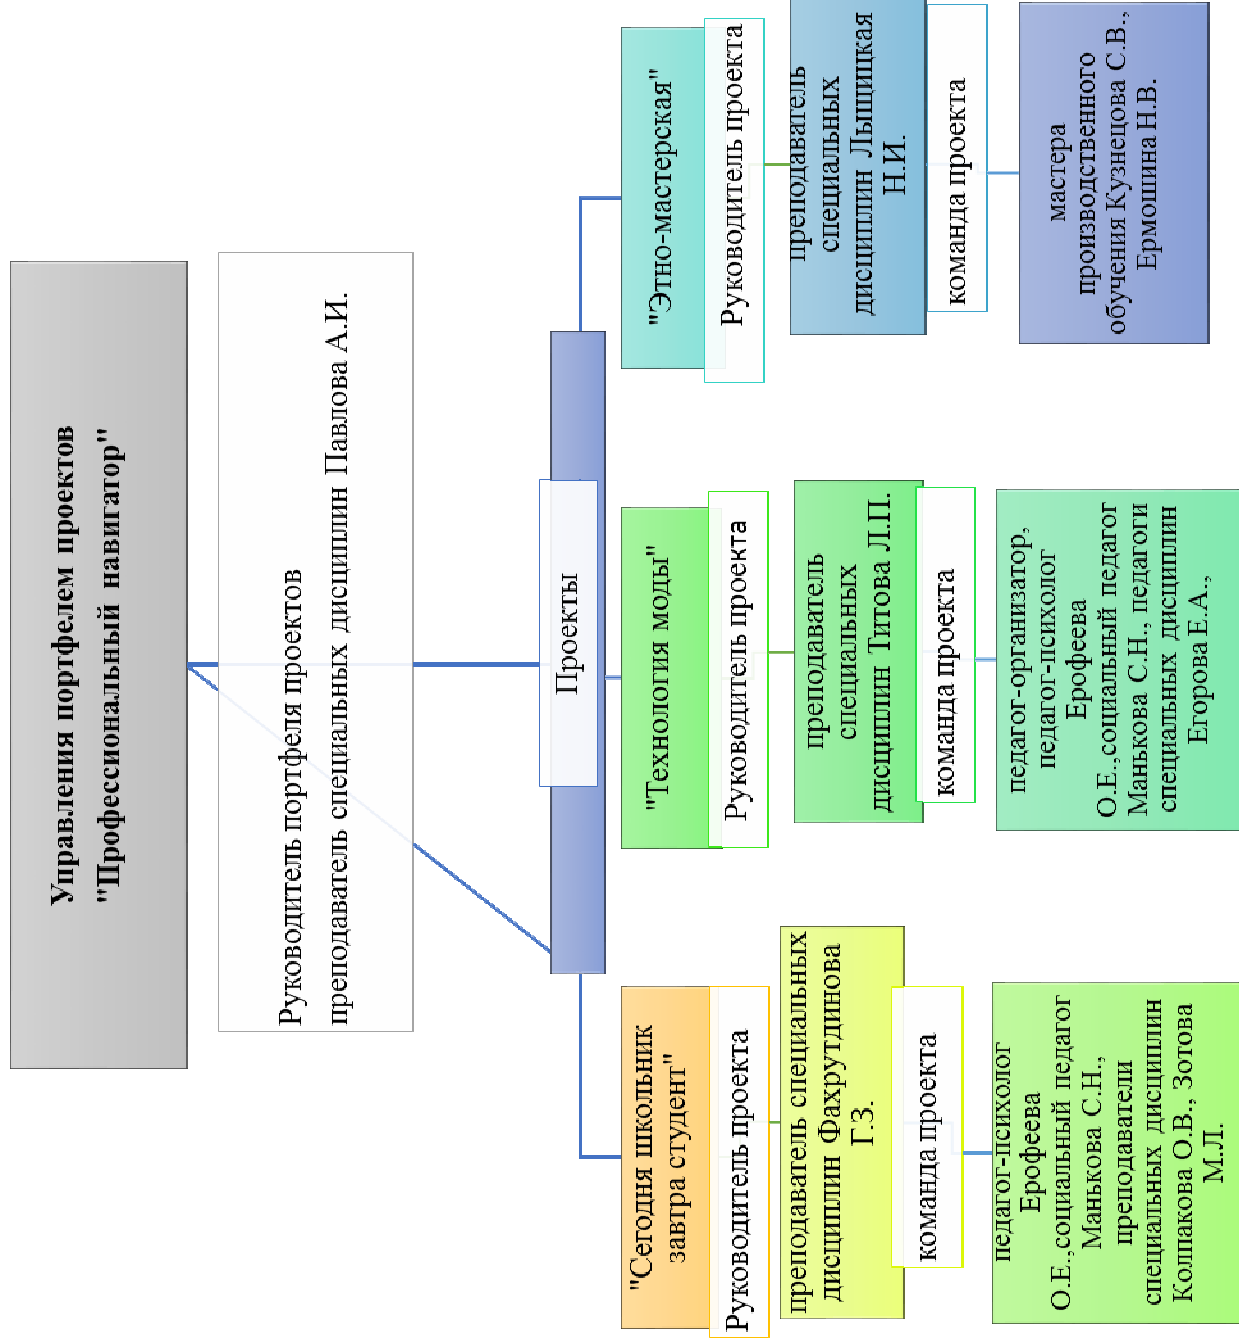 Управления портфелем проектов
"Профессиональный навигатор"
Руководитель портфеля проектов
преподаватель специальных дисциплин Павлова А.И.
Проекты
"Сегодня школьник
завтра студент"
Руководитель проекта
преподаватель специальных
дисциплин Фахрутдинова
Г.З.
команда проекта
педагог-психолог
Ерофеева
О.Е.,социальный педагог
Манькова С.Н.,
преподаватели
специальных дисциплин
Колпакова О.В., Зотова
М.Л.
"Технология моды"
Руководитель проекта
преподаватель
специальных
дисциплин Титова Л.П.
команда проекта
педагог-организатор,
педагог-психолог
Ерофеева
О.Е.,социальный педагог
Манькова С.Н., педагоги
специальных дисциплин
Егорова Е.А.,
"Этно-мастерская"
Руководитель проекта
преподаватель
специальных
дисциплин Лыщицкая
Н.И.
команда проекта
мастера
производственного
обучения Кузнецова С.В.,
Ермошина Н.В.